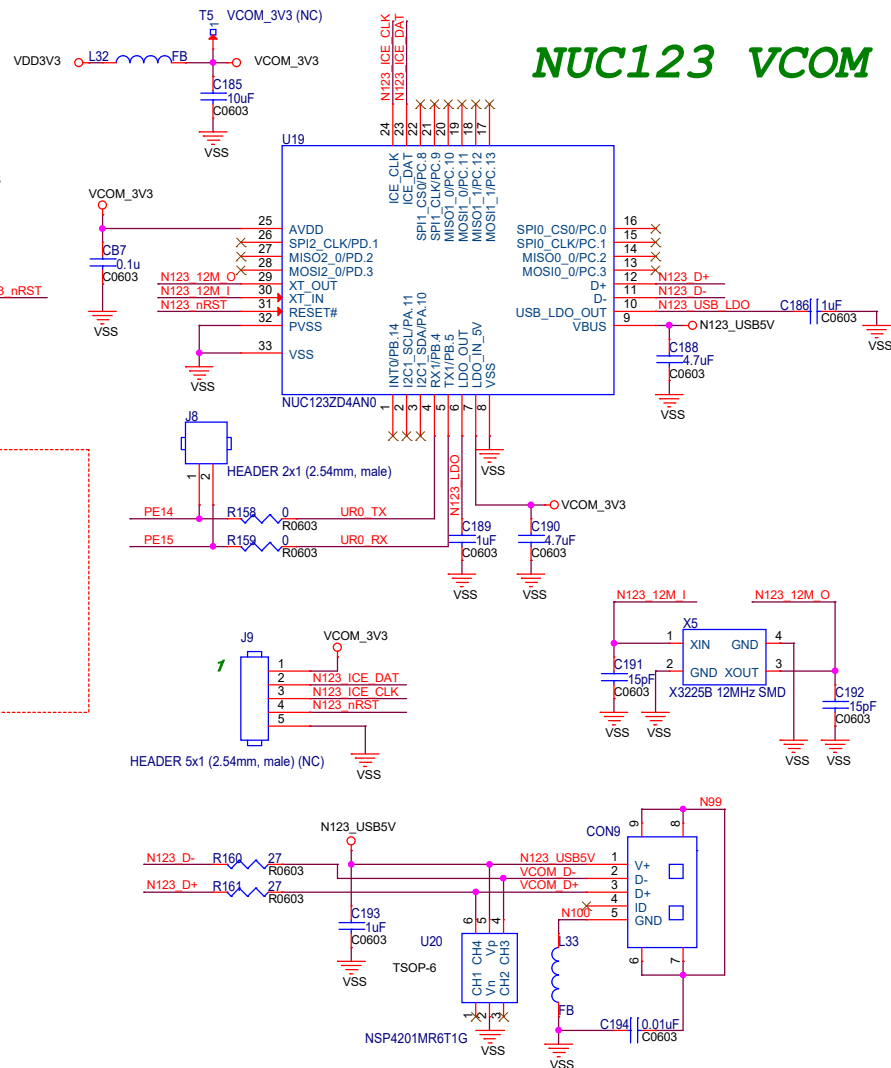 NUC123 VCOM
T5
1
VCOM_3V3 (NC)
VDD3V3
L32
FB
VCOM_3V3
C185
10uF
C0603
VSS
N123_ICE_CLK
N123_ICE_DAT
24
23
22
21
20
19
18
17
U19
ICE_CLK
ICE_DAT
SPI1_CS0/PC.8
SPI1_CLK/PC.9
MISO1_0/PC.10
MOSI1_0/PC.11
MISO1_1/PC.12
MOSI1_1/PC.13
VCOM_3V3
CB7
0.1u
C0603
VSS
3_nRST
N123_12M_O
N123_12M_I
N123_nRST
25 AVDD
26 SPI2_CLK/PD.1
27 MISO2_0/PD.2
28 MOSI2_0/PD.3
29 XT_OUT
30 XT_IN
31 RESET#
32 PVSS
33 VSS
VSS
SPI0_CS0/PC.0 16
SPI0_CLK/PC.1 15
MISO0_0/PC.2 14
MOSI0_0/PC.3 13
D+ 12 N123_D+
D- 11 N123_D-
USB_LDO_OUT 10 N123_USB_LDO
VBUS 9 N123_USB5V
C186 1uF
C0603
VSS
C188
4.7uF
C0603
VSS
INT0/PB.14
I2C1_SCL/PA.11
I2C1_SDA/PA.10
RX1/PB.4
TX1/PB.5
LDO_OUT
LDO_IN_5V
VSS
NUC123ZD4AN0
1
2
3
4
5
6
7
8
VSS
J8
1
2
HEADER 2x1 (2.54mm, male)
N123_LDO
VCOM_3V3
PE14 R158 0 UR0_TX
R0603
PE15 R159 0 UR0_RX
R0603
C189
1uF
C0603
VSS
C190
4.7uF
C0603
VSS
N123_12M_I
N123_12M_O
X5
1 XIN GND 4
2 GND XOUT 3
X3225B 12MHz SMD
C191
15pF
C0603
C192
15pF
C0603
VSS
VSS
VSS
VSS
J9
1
VCOM_3V3
1
2 N123_ICE_DAT
3 N123_ICE_CLK
4 N123_nRST
5
HEADER 5x1 (2.54mm, male) (NC)
VSS
N123_USB5V
N123_D- R160 27
R0603
N123_D+ R161 27
R0603
C193
1uF
C0603
VSS
U20
TSOP-6
6
5
4
CH4
Vp
CH3
CH1
Vn
CH2
1
2
3
NSP4201MR6T1G
VSS
N99
CON9
9
8
N123_USB5V 1 V+
VCOM_D- 2 D-
VCOM_D+ 3 D+
4 ID
N100 5 GND
6
7
L33
FB
C194 0.01uF
C0603
VSS